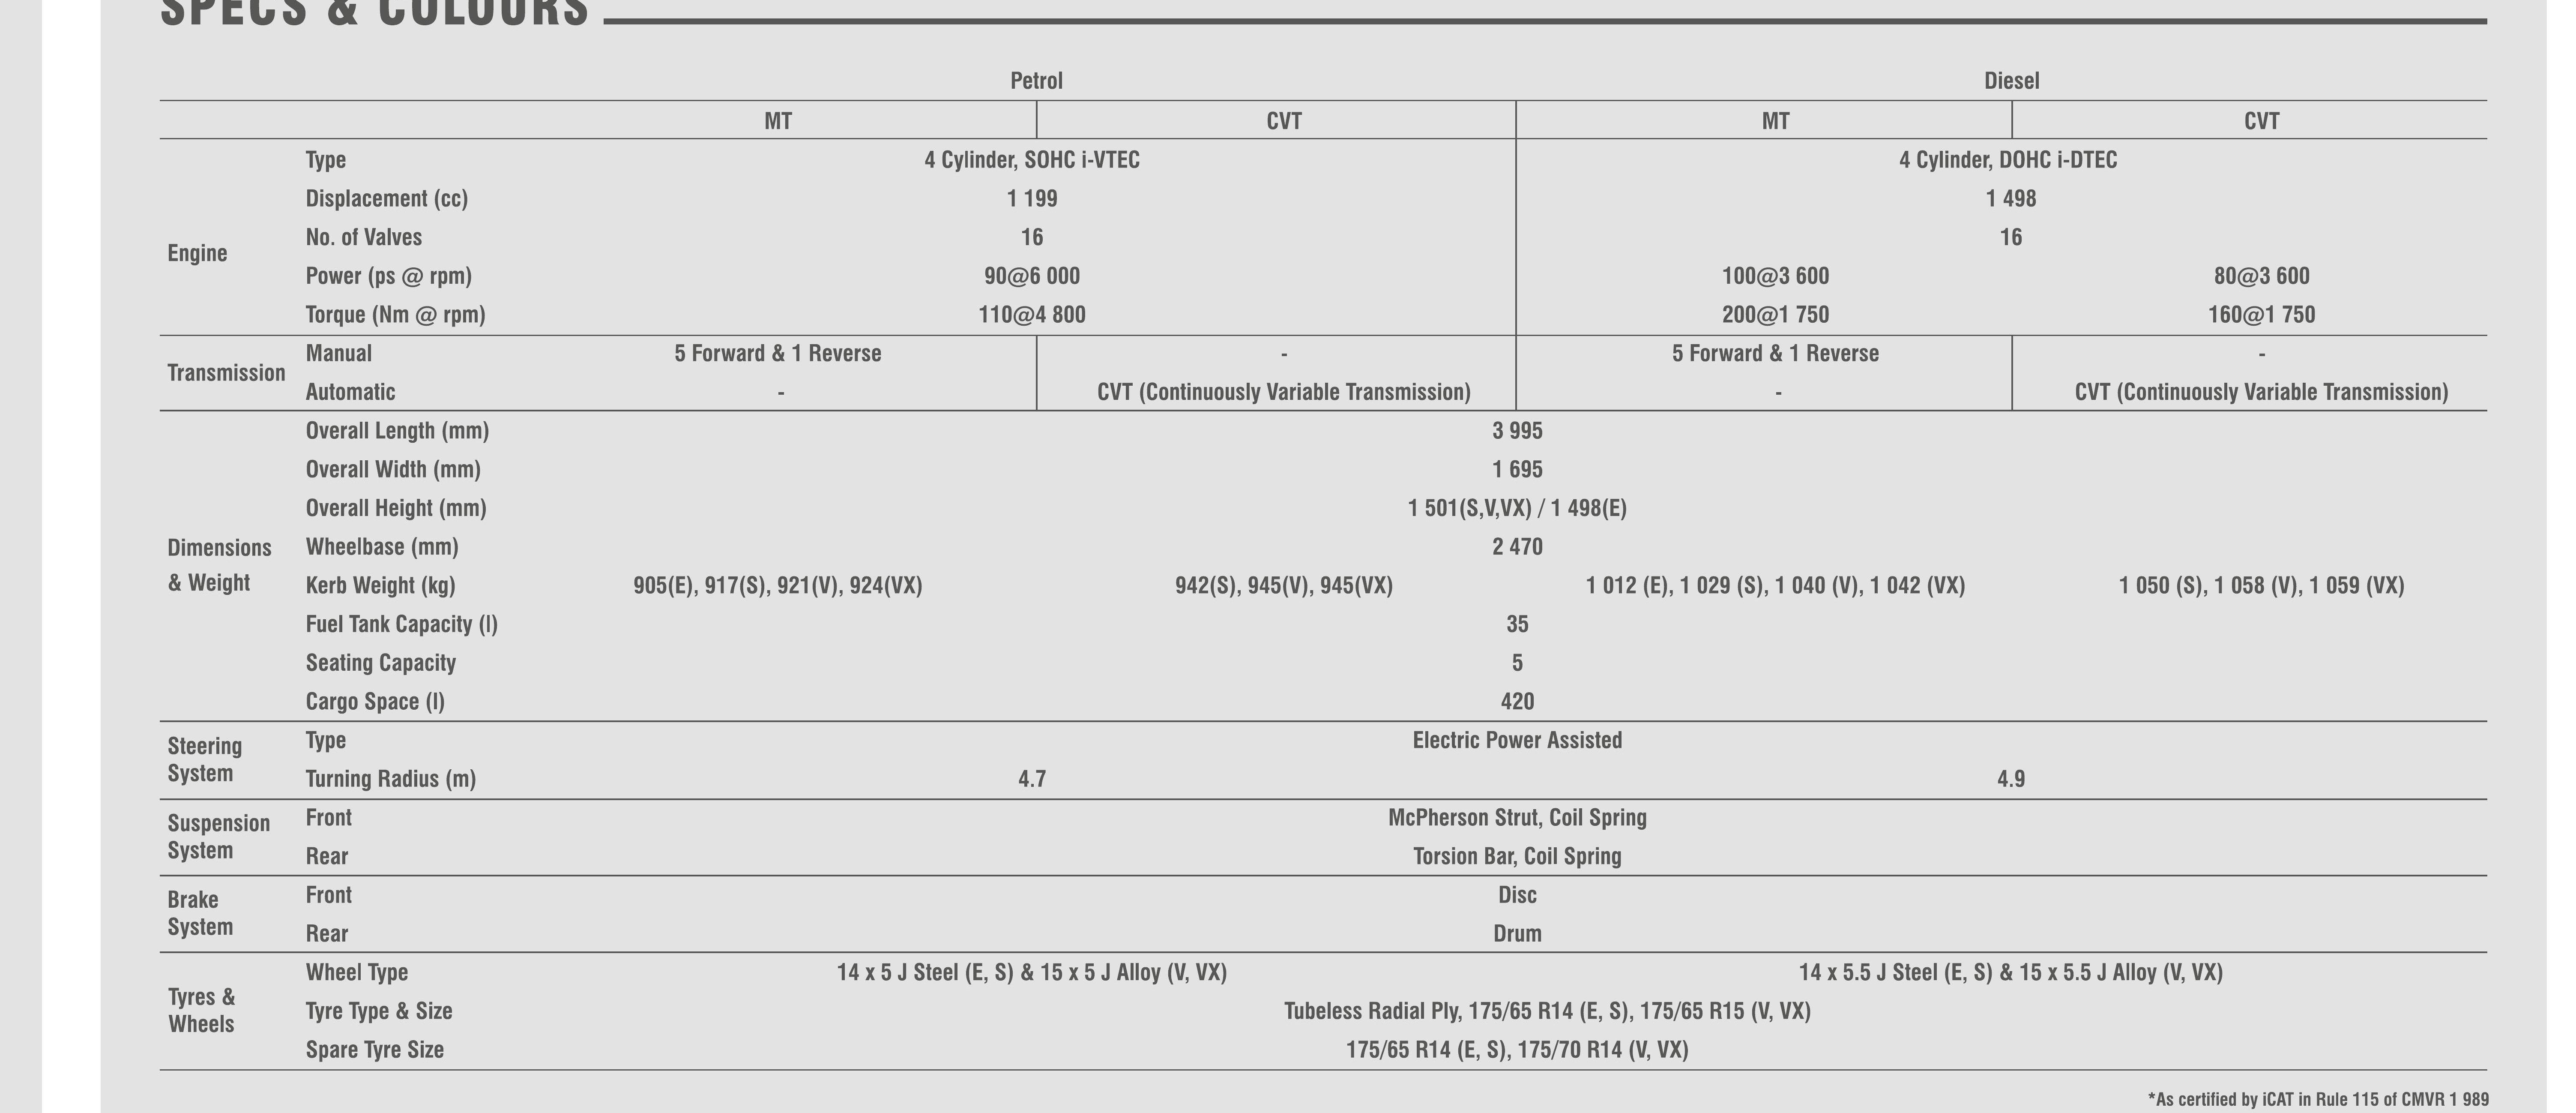 SPECS & COLOURS
Petrol Diesel
MT CVT MT CVT
Engine
Type 4 Cylinder, SOHC i-VTEC 4 Cylinder, DOHC i-DTEC
Displacement (cc) 1 199 1 498
No. of Valves 16 16
Power (ps @ rpm) 90@6 000 100@3 600 80@3 600
Torque (Nm @ rpm) 110@4 800 200@1 750 160@1 750
Transmission
Manual 5 Forward & 1 Reverse - 5 Forward & 1 Reverse -
Automatic - CVT (Continuously Variable Transmission) - CVT (Continuously Variable Transmission)
Dimensions
& Weight
Overall Length (mm) 3 995
Overall Width (mm) 1 695
Overall Height (mm) 1 501(S,V,VX) / 1 498(E)
Wheelbase (mm) 2 470
Kerb Weight (kg) 905(E), 917(S), 921(V), 924(VX) 942(S), 945(V), 945(VX) 1 012 (E), 1 029 (S), 1 040 (V), 1 042 (VX) 1 050 (S), 1 058 (V), 1 059 (VX)
Fuel Tank Capacity (l) 35
Seating Capacity 5
Cargo Space (l) 420
Steering
System
Type Electric Power Assisted
Turning Radius (m) 4.7 4.9
Suspension
System
Front McPherson Strut, Coil Spring
Rear Torsion Bar, Coil Spring
Brake
System
Front Disc
Rear Drum
Tyres &
Wheels
Wheel Type 14 x 5 J Steel (E, S) & 15 x 5 J Alloy (V, VX) 14 x 5.5 J Steel (E, S) & 15 x 5.5 J Alloy (V, VX)
Tyre Type & Size Tubeless Radial Ply, 175/65 R14 (E, S), 175/65 R15 (V, VX)
Spare Tyre Size 175/65 R14 (E, S), 175/70 R14 (V, VX)
*As certified by iCAT in Rule 115 of CMVR 1 989